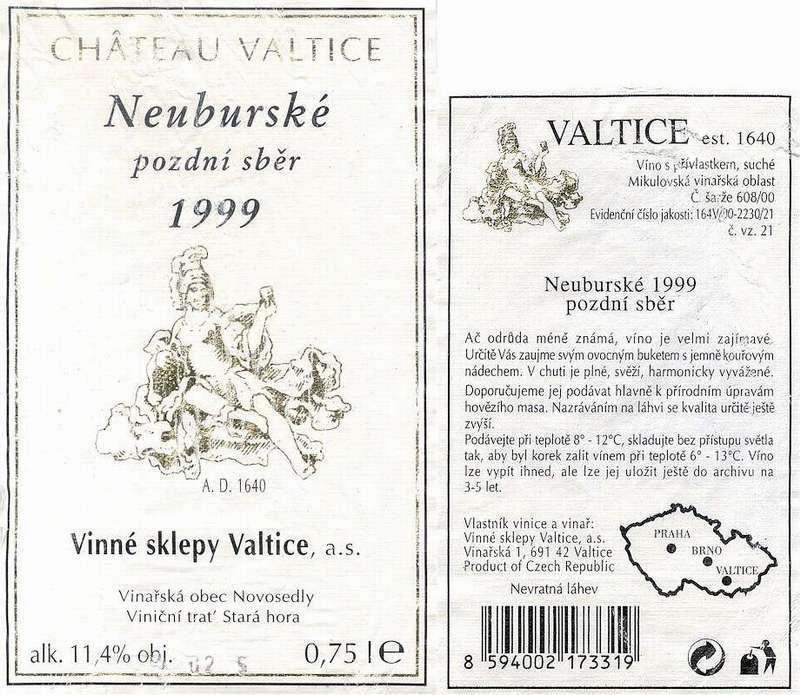 CHÂTEAU VALTICE
Neuburské
pozdní sběr
1999
A. D. 1640
Vinné sklepy Valtice, a.s.
Vinařská obec Novosedly
Viniční trať Stará hora
alk. 11,4% obj.
0,75 l e
VALTICE est. 1640
Víno s přívlastkem, suché
Mikulovská vinařská oblast
Č. šarže 608/00
Evidenční číslo jakosti: 164V/00-2230/21
č. vz. 21
Neuburské 1999
pozdní sběr
Ač odrůda méně známá, víno je velmi zajímavé.
Určitě Vás zaujme svým ovocným buketem s jemně kouřovým
nádechem. V chuti je plné, svěží, harmonicky vyvážené.
Doporučujeme jej podávat hlavně k přírodním úpravám
hovězího masa. Nazráváním na láhvi se kvalita určitě ještě
zvýší.
Podávejte při teplotě 8° - 12°C, skladujte bez přístupu světla
tak, aby byl korek zalit vínem při teplotě 6° - 13°C. Víno
lze vypít ihned, ale lze jej uložit ještě do archivu na
3-5 let.
Vlastník vinice a vinař:
Vinné sklepy Valtice, a.s.
Vinařská 1, 691 42 Valtice
Product of Czech Republic
Nevratná láhev
PRAHA
BRNO
VALTICE
8 594002 173319